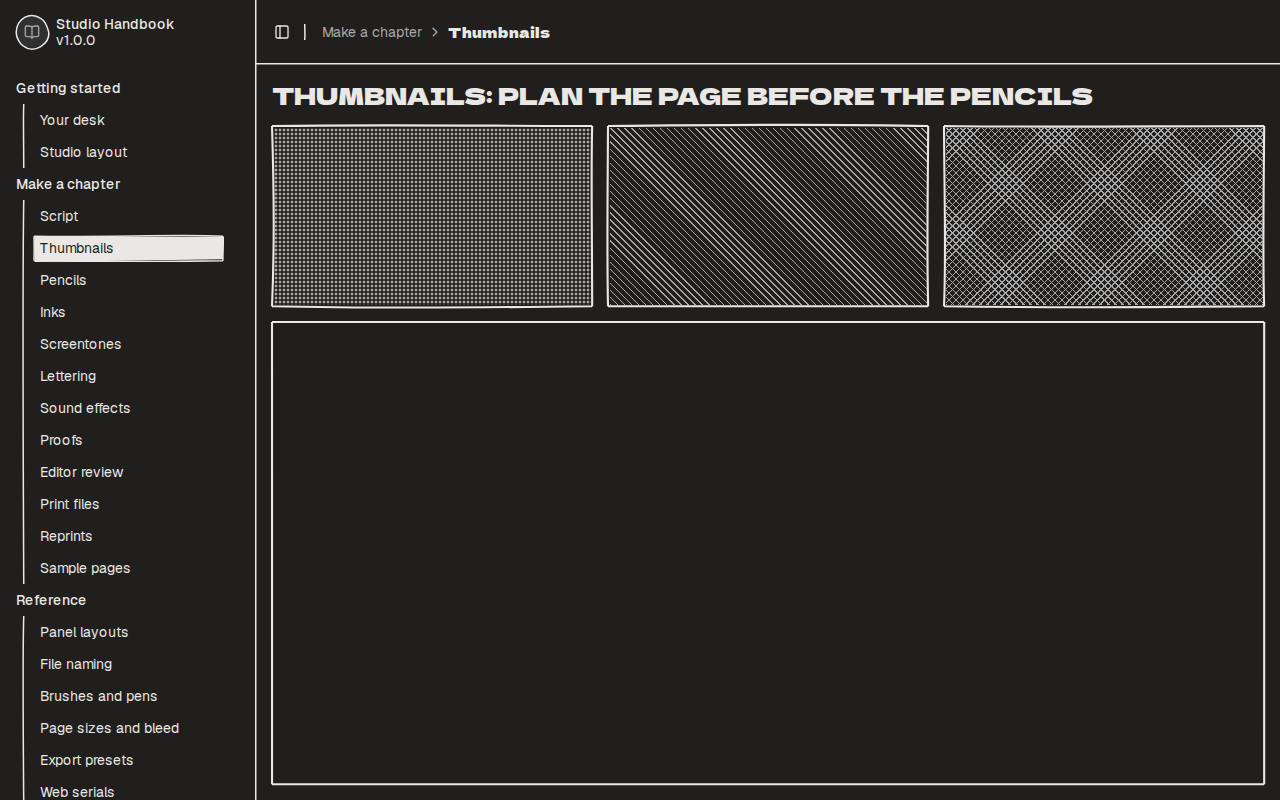 Studio Handbook
v1.0.0
Getting started
Your desk
Studio layout
Make a chapter
Script
Thumbnails
Pencils
Inks
Screentones
Lettering
Sound effects
Proofs
Editor review
Print files
Reprints
Sample pages
Reference
Panel layouts
File naming
Brushes and pens
Page sizes and bleed
Export presets
Web serials
Make a chapter > Thumbnails
THUMBNAILS: PLAN THE PAGE BEFORE THE PENCILS